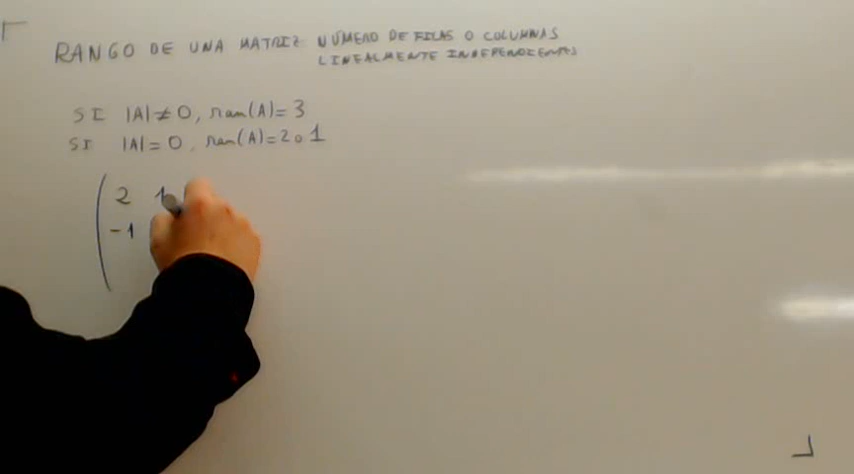 RANGO DE UNA MATRIZ NÚMERO DE FILAS O COLUMNAS
LINEALMENTE INDEPENDIENTES
SI |A| ≠ 0, ran(A) = 3
SI |A| = 0, ran(A) = 2 o 1
2 1
-1